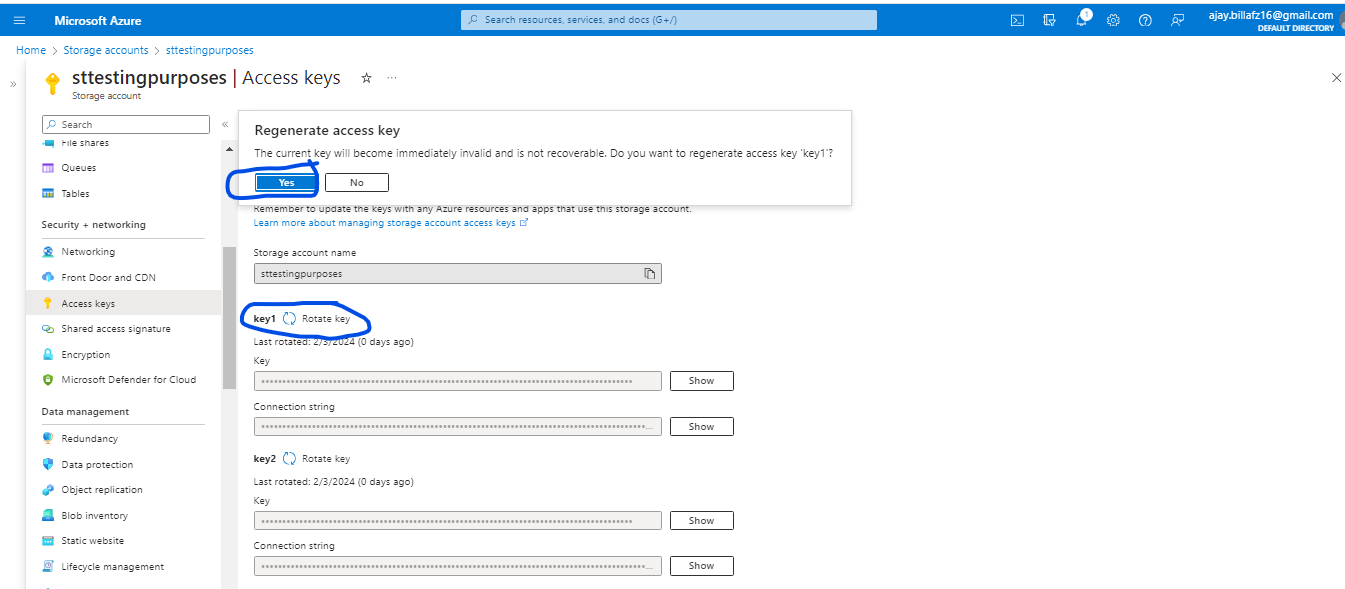 Microsoft Azure
Search resources, services, and docs (G+/)
1
ajay.billafz16@gmail.com
DEFAULT DIRECTORY
Home > Storage accounts > sttestingpurposes
sttestingpurposes | Access keys
Storage account
Search
File shares
Queues
Tables
Security + networking
Networking
Front Door and CDN
Access keys
Shared access signature
Encryption
Microsoft Defender for Cloud
Data management
Redundancy
Data protection
Object replication
Blob inventory
Static website
Lifecycle management
Regenerate access key
The current key will become immediately invalid and is not recoverable. Do you want to regenerate access key 'key1'?
Yes No
Remember to update the keys with any Azure resources and apps that use this storage account.
Learn more about managing storage account access keys
Storage account name
sttestingpurposes
key1 Rotate key
Last rotated: 2/3/2024 (0 days ago)
Key
Show
Connection string
Show
key2 Rotate key
Last rotated: 2/3/2024 (0 days ago)
Key
Show
Connection string
Show